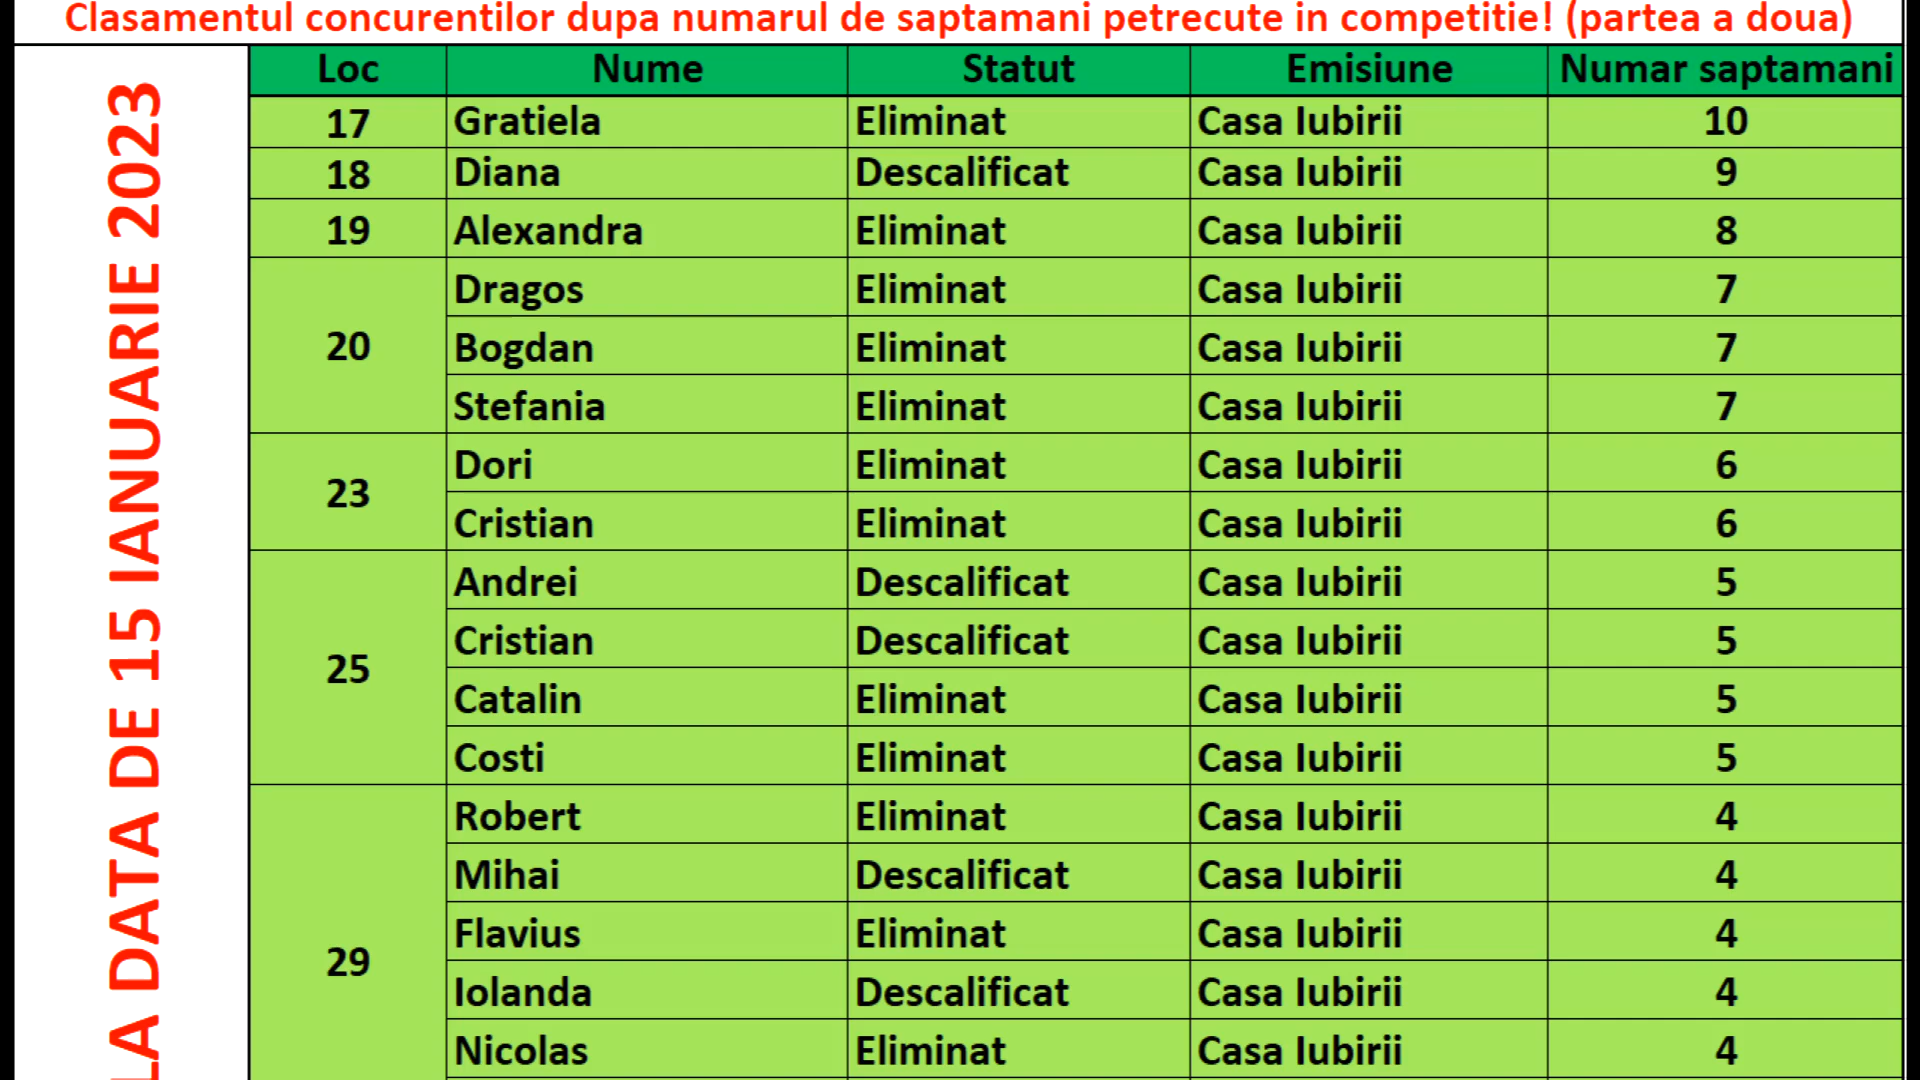 Clasamentul concurentilor dupa numarul de saptamani petrecute in competitie! (partea a doua)
LA DATA DE 15 IANUARIE 2023
Loc Nume Statut Emisiune Numar saptamani
17 Gratiela Eliminat Casa Iubirii 10
18 Diana Descalificat Casa Iubirii 9
19 Alexandra Eliminat Casa Iubirii 8
Dragos Eliminat Casa Iubirii 7
20 Bogdan Eliminat Casa Iubirii 7
Stefania Eliminat Casa Iubirii 7
23 Dori Eliminat Casa Iubirii 6
Cristian Eliminat Casa Iubirii 6
Andrei Descalificat Casa Iubirii 5
25 Cristian Descalificat Casa Iubirii 5
Catalin Eliminat Casa Iubirii 5
Costi Eliminat Casa Iubirii 5
Robert Eliminat Casa Iubirii 4
Mihai Descalificat Casa Iubirii 4
29 Flavius Eliminat Casa Iubirii 4
Iolanda Descalificat Casa Iubirii 4
Nicolas Eliminat Casa Iubirii 4